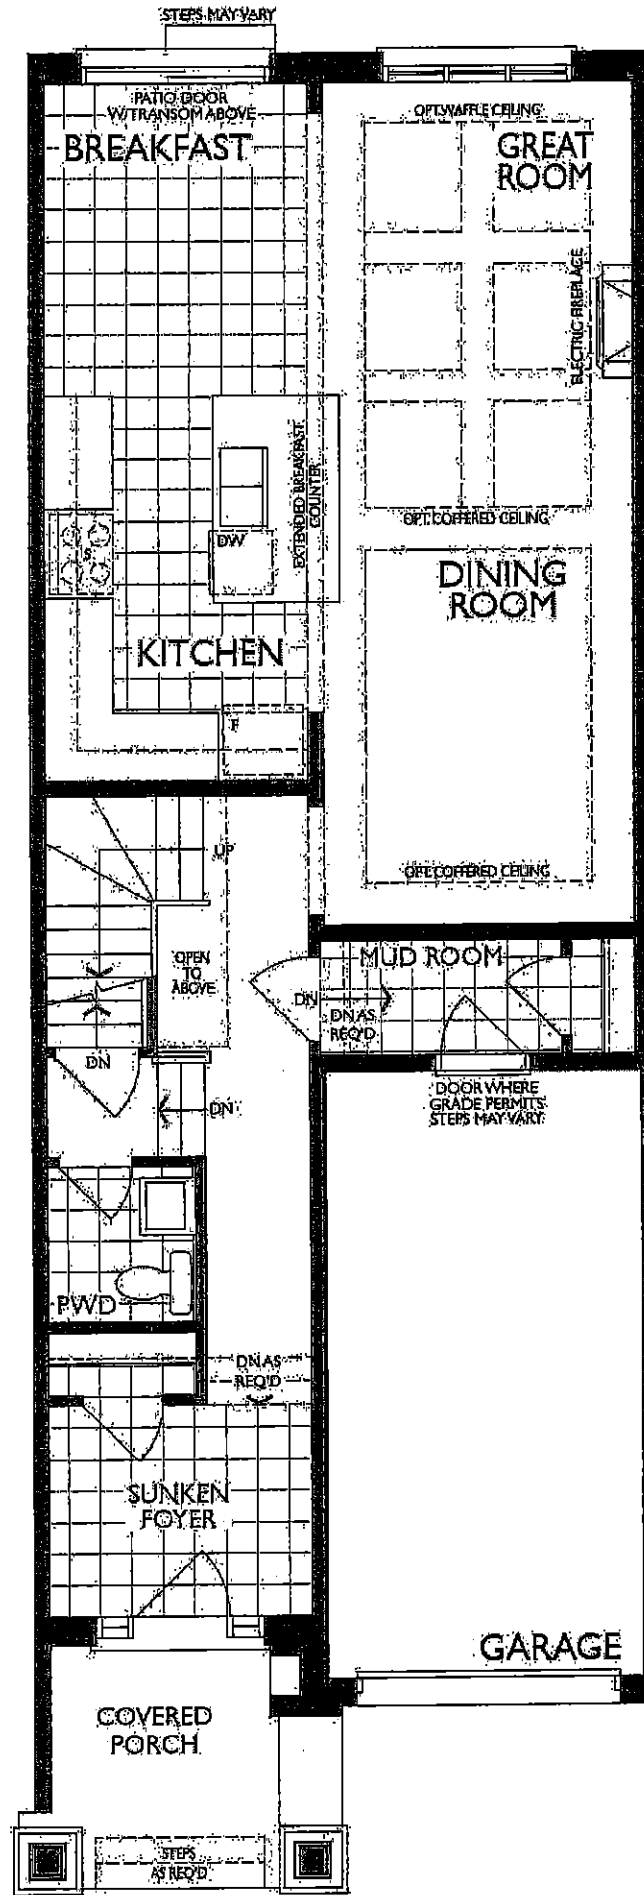 STEPS MAY VARY
PATIO DOOR
W/TRANSOM ABOVE
BREAKFAST
OPT. WAFFLE CEILING
GREAT
ROOM
ELECTRIC FIREPLACE
EXTENDED BREAKFAST
COUNTER
DW
S
OPT. COFFERED CEILING
DINING
ROOM
KITCHEN
F
OPT. COFFERED CEILING
UP
OPEN
TO
ABOVE
MUD ROOM
DN
DN AS
REQ'D
DN
DN
DOOR WHERE
GRADE PERMITS
STEPS MAY VARY
PWD
DN AS
REQ'D
SUNKEN
FOYER
GARAGE
COVERED
PORCH
STEPS
AS REQ'D